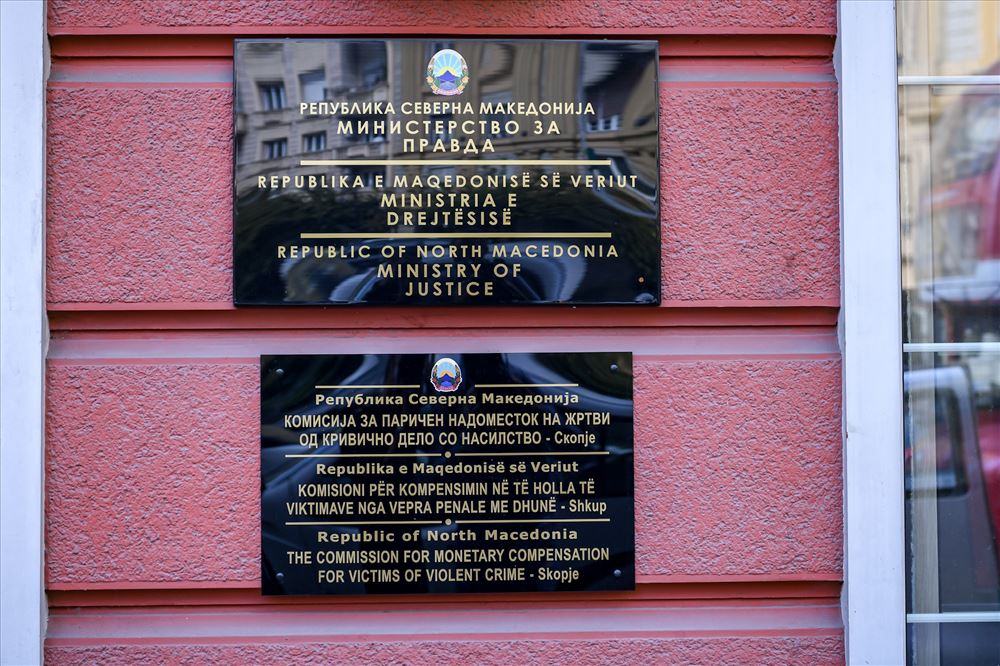 РЕПУБЛИКА СЕВЕРНА МАКЕДОНИЈА
МИНИСТЕРСТВО ЗА
ПРАВДА
REPUBLIKA E MAQEDONISË SË VERIUT
MINISTRIA E
DREJTËSISË
REPUBLIC OF NORTH MACEDONIA
MINISTRY OF
JUSTICE
Република Северна Македонија
КОМИСИЈА ЗА ПАРИЧЕН НАДОМЕСТОК НА ЖРТВИ
ОД КРИВИЧНО ДЕЛО СО НАСИЛСТВО - Скопје
Republika e Maqedonisë së Veriut
KOMISIONI PËR KOMPENSIMIN NË TË HOLLA TË
VIKTIMAVE NGA VEPRA PENALE ME DHUNË - Shkup
Republic of North Macedonia
THE COMMISSION FOR MONETARY COMPENSATION
FOR VICTIMS OF VIOLENT CRIME - Skopje